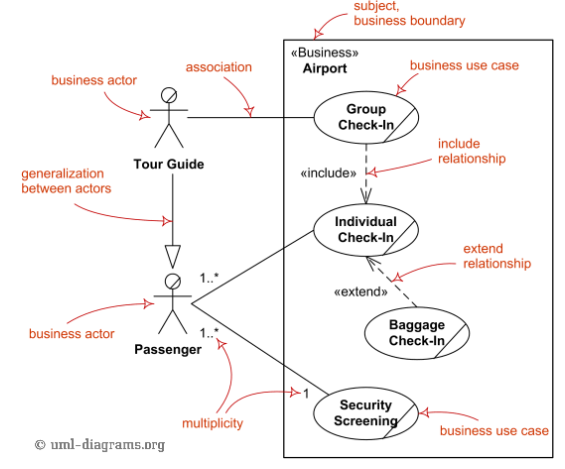 subject,
business boundary
«Business»
Airport
business use case
association
business actor
Group
Check-In
Tour Guide
include
relationship
«include»
generalization
between actors
Individual
Check-In
extend
relationship
1..*
«extend»
business actor
1..*
Baggage
Check-In
Passenger
multiplicity
1
Security
Screening
business use case
© uml-diagrams.org